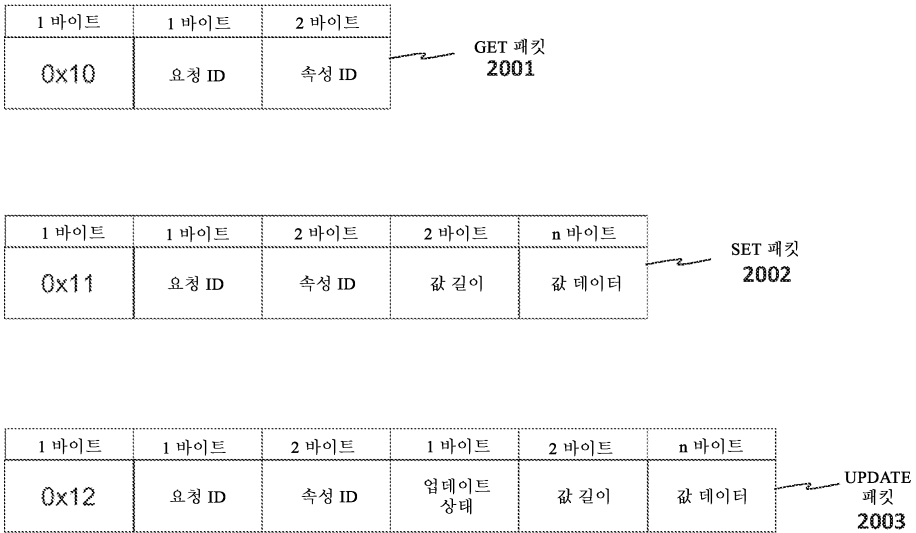 1 바이트 1 바이트 2 바이트
0x10 요청 ID 속성 ID
GET 패킷
2001
1 바이트 1 바이트 2 바이트 2 바이트 n 바이트
0x11 요청 ID 속성 ID 값 길이 값 데이터
SET 패킷
2002
1 바이트 1 바이트 2 바이트 1 바이트 2 바이트 n 바이트
0x12 요청 ID 속성 ID 업데이트 상태 값 길이 값 데이터
UPDATE
패킷
2003